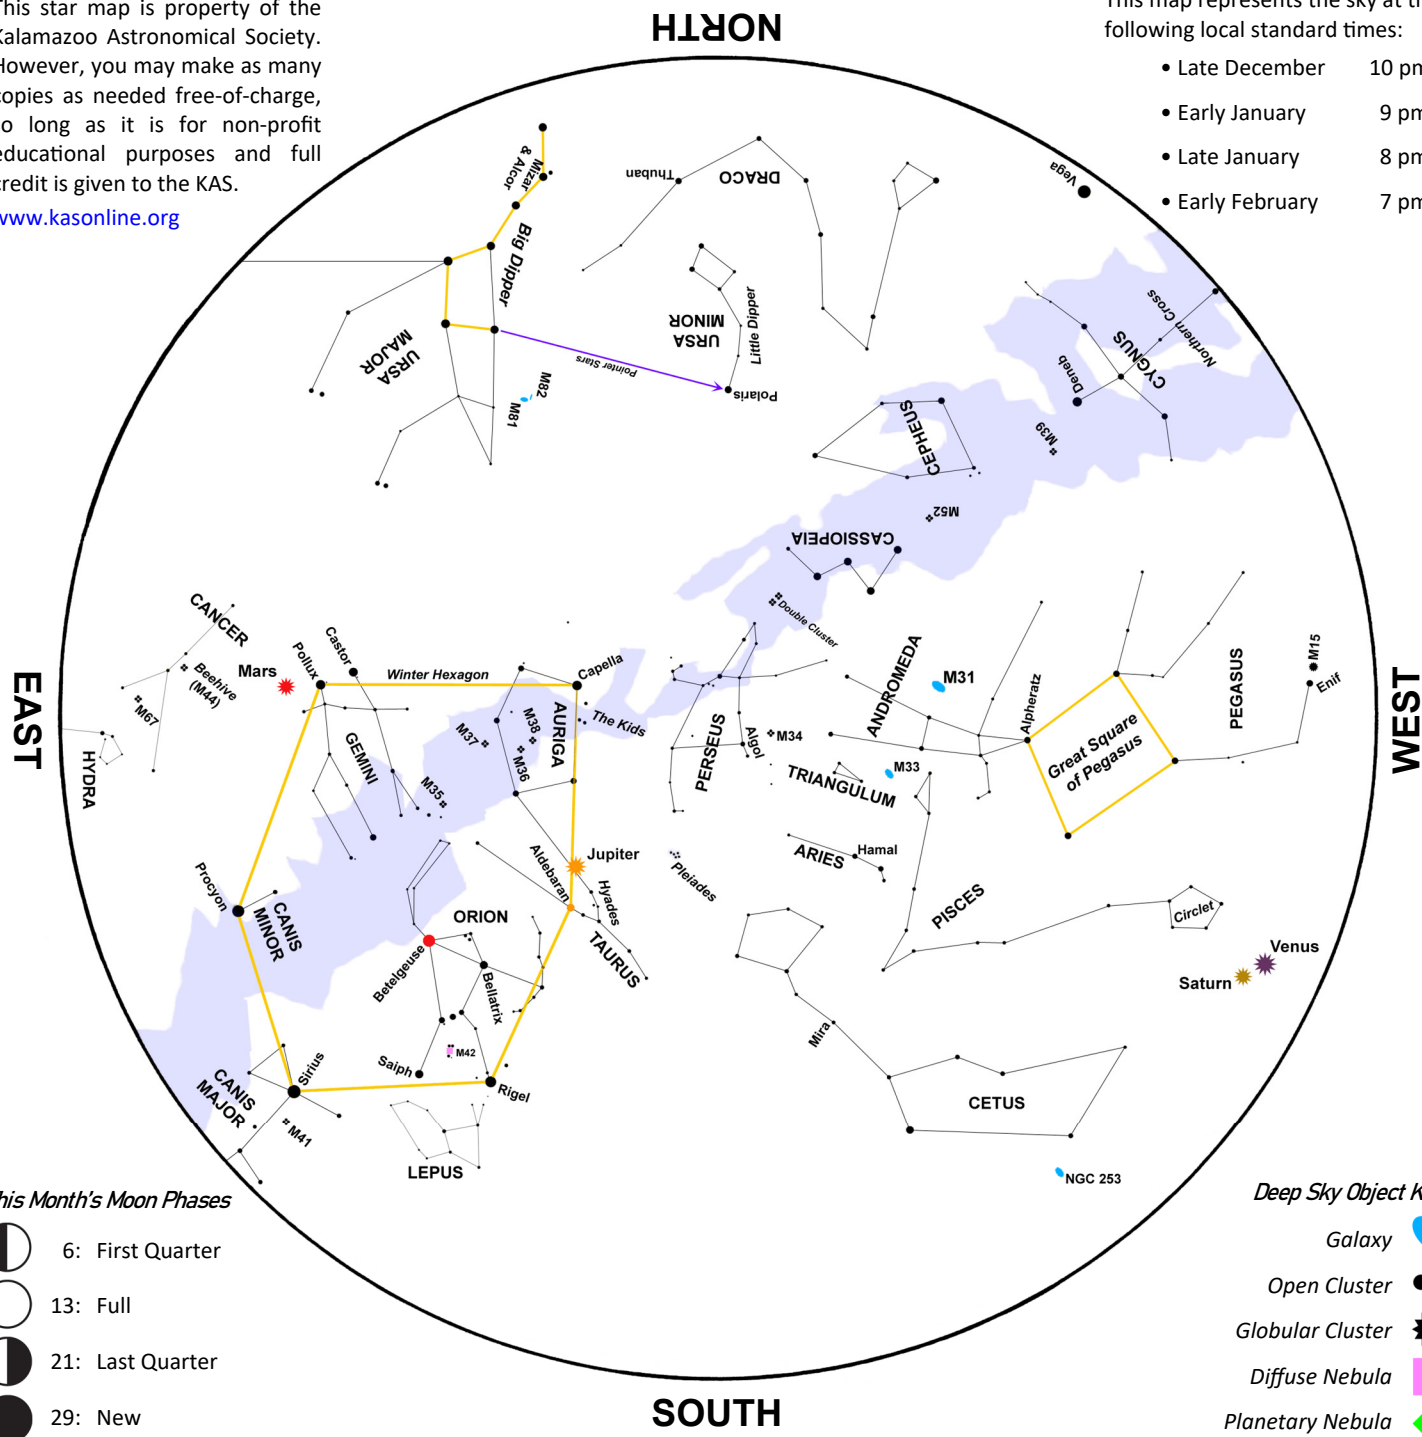 This star map is property of the
Kalamazoo Astronomical Society.
However, you may make as many
copies as needed free-of-charge,
so long as it is for non-profit
educational purposes and full
credit is given to the KAS.
www.kasonline.org
NORTH
This map represents the sky at the
following local standard times:
• Late December 10 pm
• Early January 9 pm
• Late January 8 pm
• Early February 7 pm
Mizar
& Alcor
Big Dipper
URSA
MAJOR
Thuban
DRACO
Vega
URSA
MINOR
Little Dipper
Pointer Stars
Polaris
M82
M81
CEPHEUS
Deneb
CYGNUS
Northern Cross
M39
M52
CASSIOPEIA
Double Cluster
CANCER
Beehive
(M44)
M67
Mars
Pollux
Castor
Winter Hexagon
Capella
The Kids
EAST
HYDRA
GEMINI
M37
M38
M36
AURIGA
M35
PERSEUS
Algol
M34
TRIANGULUM
ANDROMEDA
M31
M33
Alpheratz
Great Square
of Pegasus
PEGASUS
M15
Enif
WEST
Procyon
CANIS
MINOR
Aldebaran
Jupiter
Hyades
TAURUS
Pleiades
ARIES
Hamal
PISCES
Circlet
Venus
Saturn
ORION
Betelgeuse
Bellatrix
M42
Saiph
Rigel
Mira
CETUS
NGC 253
Sirius
CANIS
MAJOR
M41
LEPUS
This Month's Moon Phases
6: First Quarter
13: Full
21: Last Quarter
29: New
Deep Sky Object K
Galaxy
Open Cluster
Globular Cluster
Diffuse Nebula
Planetary Nebula
SOUTH